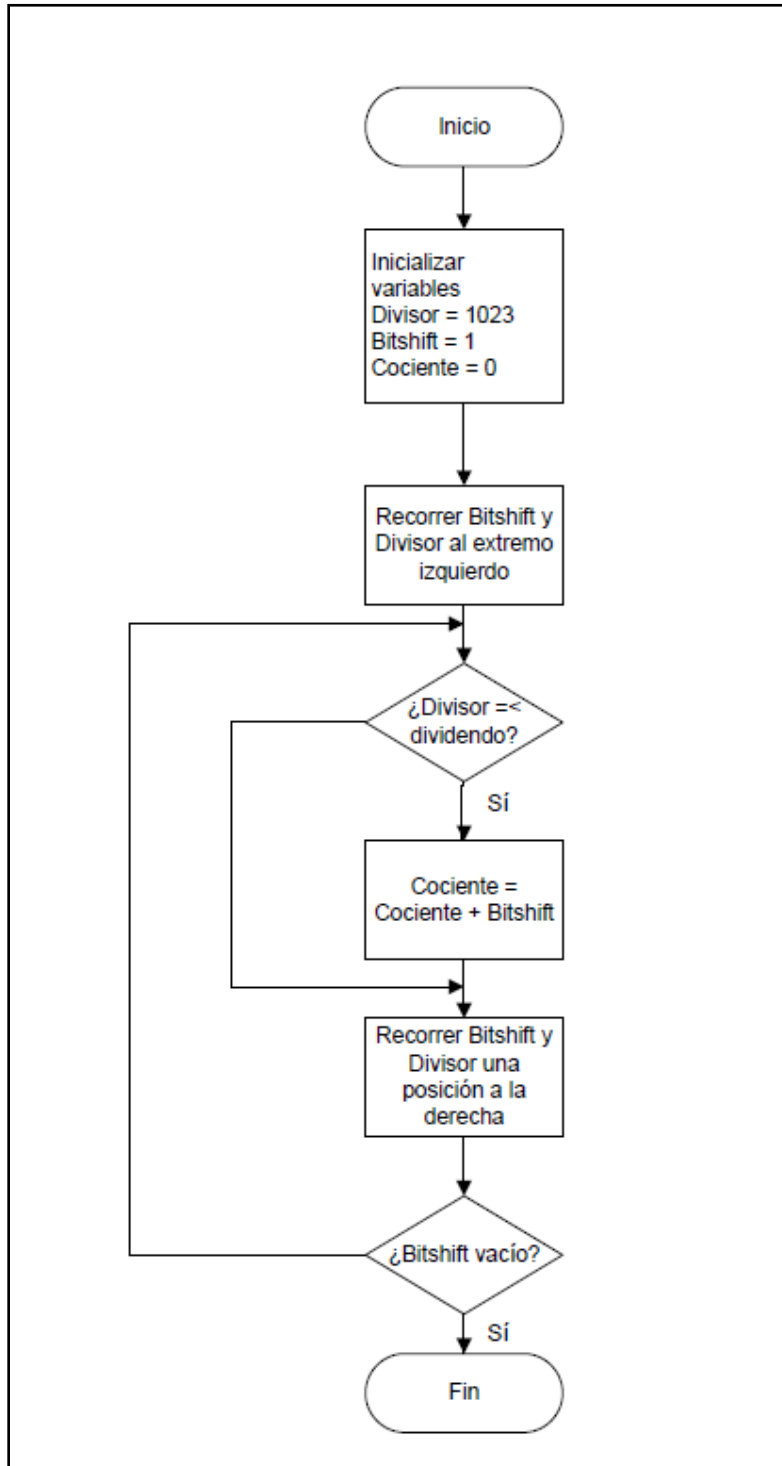 Inicio
Inicializar
variables
Divisor = 1023
Bitshift = 1
Cociente = 0
Recorrer Bitshift y
Divisor al extremo
izquierdo
¿Divisor =<
dividendo?
Sí
Cociente =
Cociente + Bitshift
Recorrer Bitshift y
Divisor una
posición a la
derecha
¿Bitshift vacío?
Sí
Fin